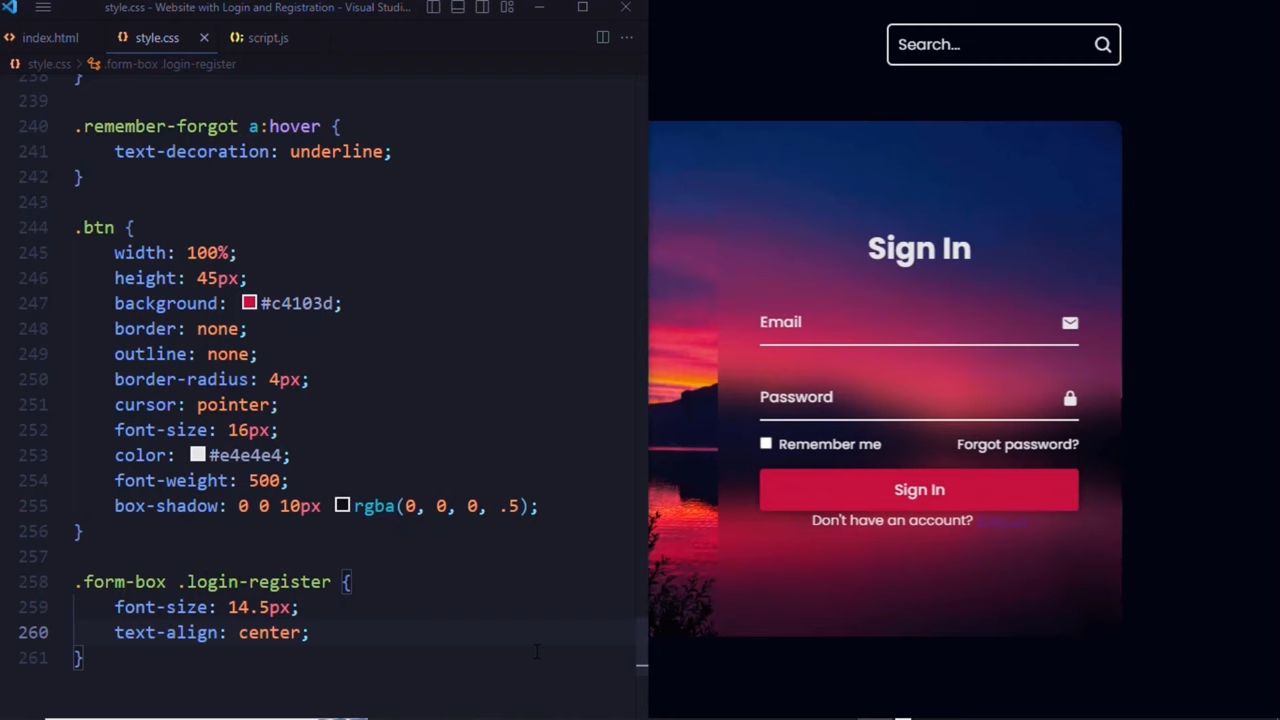 style.css - Website with Login and Registration - Visual Studi...
index.html
style.css
script.js
style.css > .form-box .login-register
238 }
239
240 .remember-forgot a:hover {
241 text-decoration: underline;
242 }
243
244 .btn {
245 width: 100%;
246 height: 45px;
247 background: #c4103d;
248 border: none;
249 outline: none;
250 border-radius: 4px;
251 cursor: pointer;
252 font-size: 16px;
253 color: #e4e4e4;
254 font-weight: 500;
255 box-shadow: 0 0 10px rgba(0, 0, 0, .5);
256 }
257
258 .form-box .login-register {
259 font-size: 14.5px;
260 text-align: center;
261 }
Search...
Sign In
Email
Password
Remember me Forgot password?
Sign In
Don't have an account?